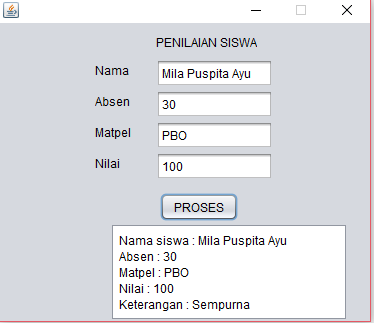 PENILAIAN SISWA
Nama Mila Puspita Ayu
Absen 30
Matpel PBO
Nilai 100
PROSES
Nama siswa : Mila Puspita Ayu
Absen : 30
Matpel : PBO
Nilai : 100
Keterangan : Sempurna